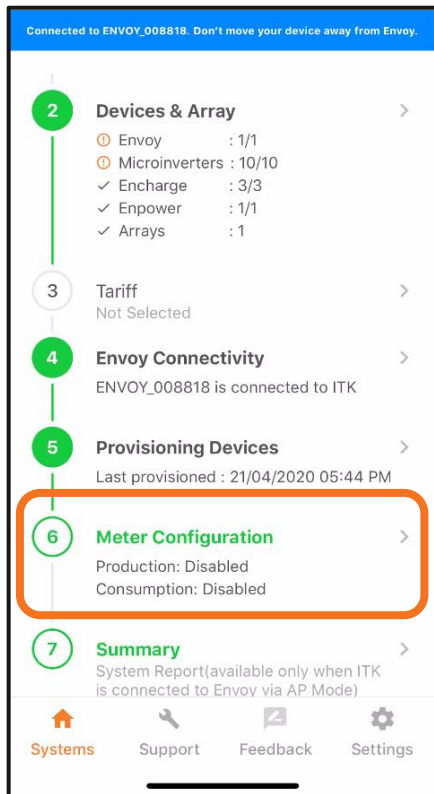 Connected to ENVOY_008818. Don't move your device away from Envoy.
2
Devices & Array
Envoy : 1/1
Microinverters : 10/10
Encharge : 3/3
Enpower : 1/1
Arrays : 1
3
Tariff
Not Selected
4
Envoy Connectivity
ENVOY_008818 is connected to ITK
5
Provisioning Devices
Last provisioned : 21/04/2020 05:44 PM
6
Meter Configuration
Production: Disabled
Consumption: Disabled
7
Summary
System Report(available only when ITK
is connected to Envoy via AP Mode)
Systems Support Feedback Settings